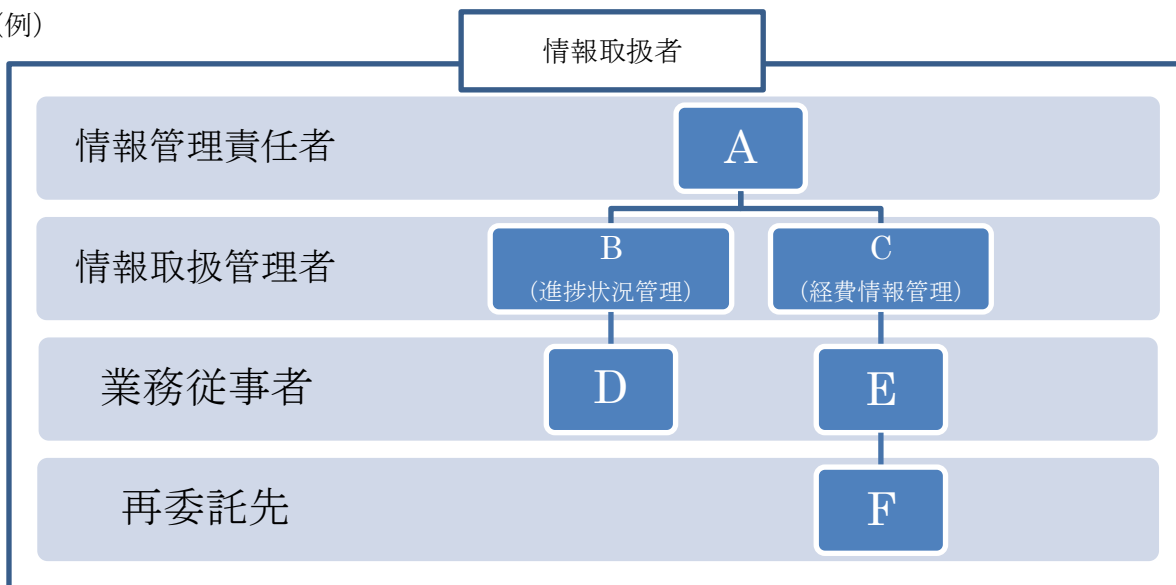 (例)
情報取扱者
情報管理責任者
A
情報取扱管理者
B
（進捗状況管理）
C
（経費情報管理）
業務従事者
D
E
再委託先
F